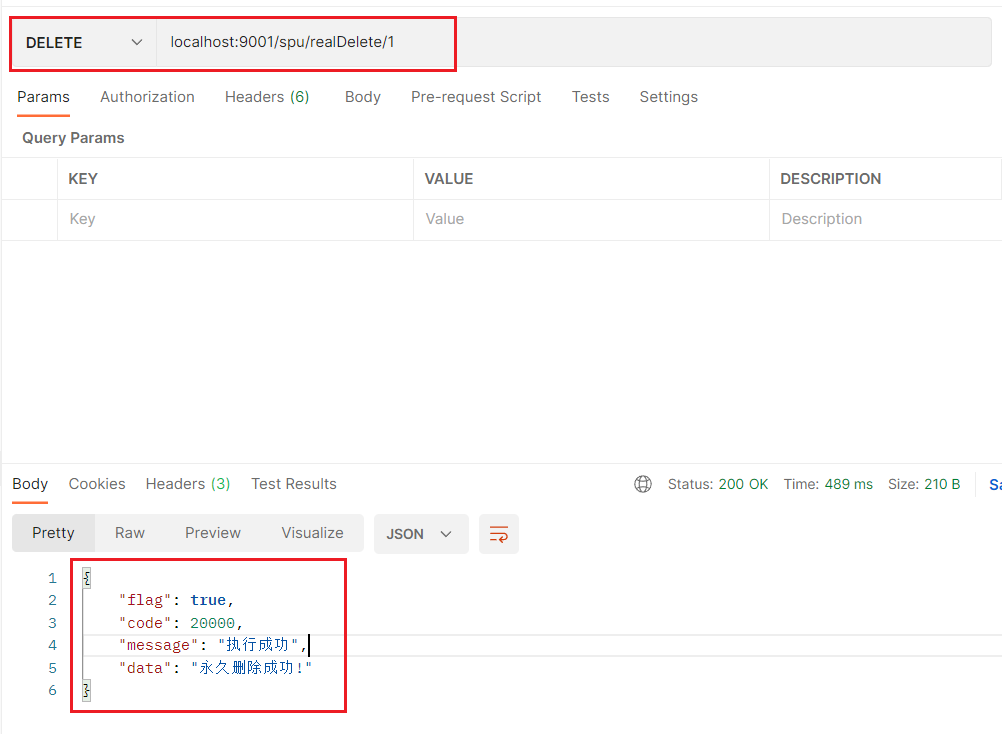 DELETE localhost:9001/spu/realDelete/1
Params Authorization Headers (6) Body Pre-request Script Tests Settings
Query Params
KEY VALUE DESCRIPTION
Key Value Description
Body Cookies Headers (3) Test Results Status: 200 OK Time: 489 ms Size: 210 B Sa
Pretty Raw Preview Visualize JSON
1 {
2 "flag": true,
3 "code": 20000,
4 "message": "执行成功",
5 "data": "永久删除成功!"
6 }